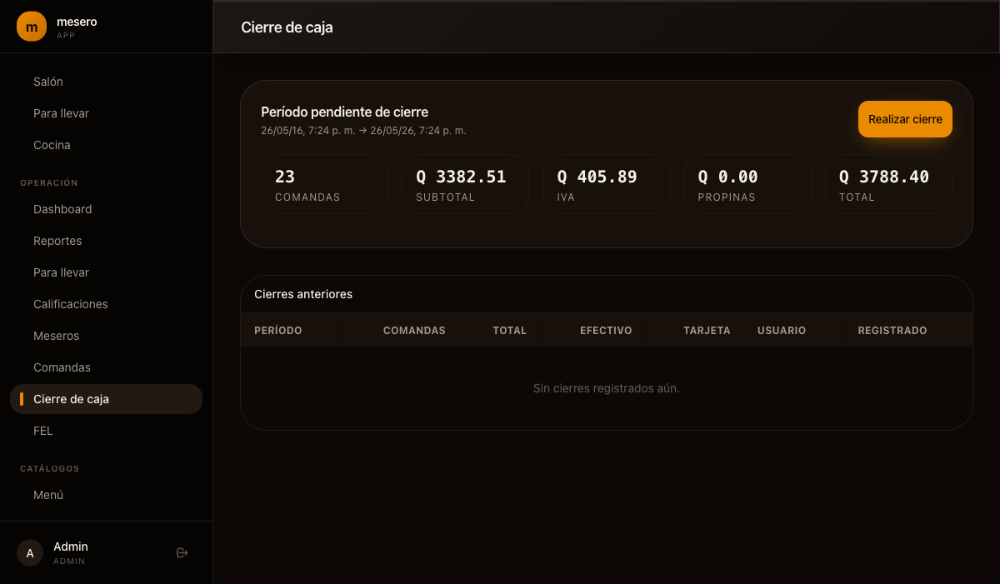 m
mesero
APP
Salón
Para llevar
Cocina
OPERACIÓN
Dashboard
Reportes
Para llevar
Calificaciones
Meseros
Comandas
Cierre de caja
FEL
CATÁLOGOS
Menú
A
Admin
ADMIN
Cierre de caja
Período pendiente de cierre
26/05/16, 7:24 p. m. → 26/05/26, 7:24 p. m.
Realizar cierre
23
COMANDAS
Q 3382.51
SUBTOTAL
Q 405.89
IVA
Q 0.00
PROPINAS
Q 3788.40
TOTAL
Cierres anteriores
PERÍODO COMANDAS TOTAL EFECTIVO TARJETA USUARIO REGISTRADO
Sin cierres registrados aún.